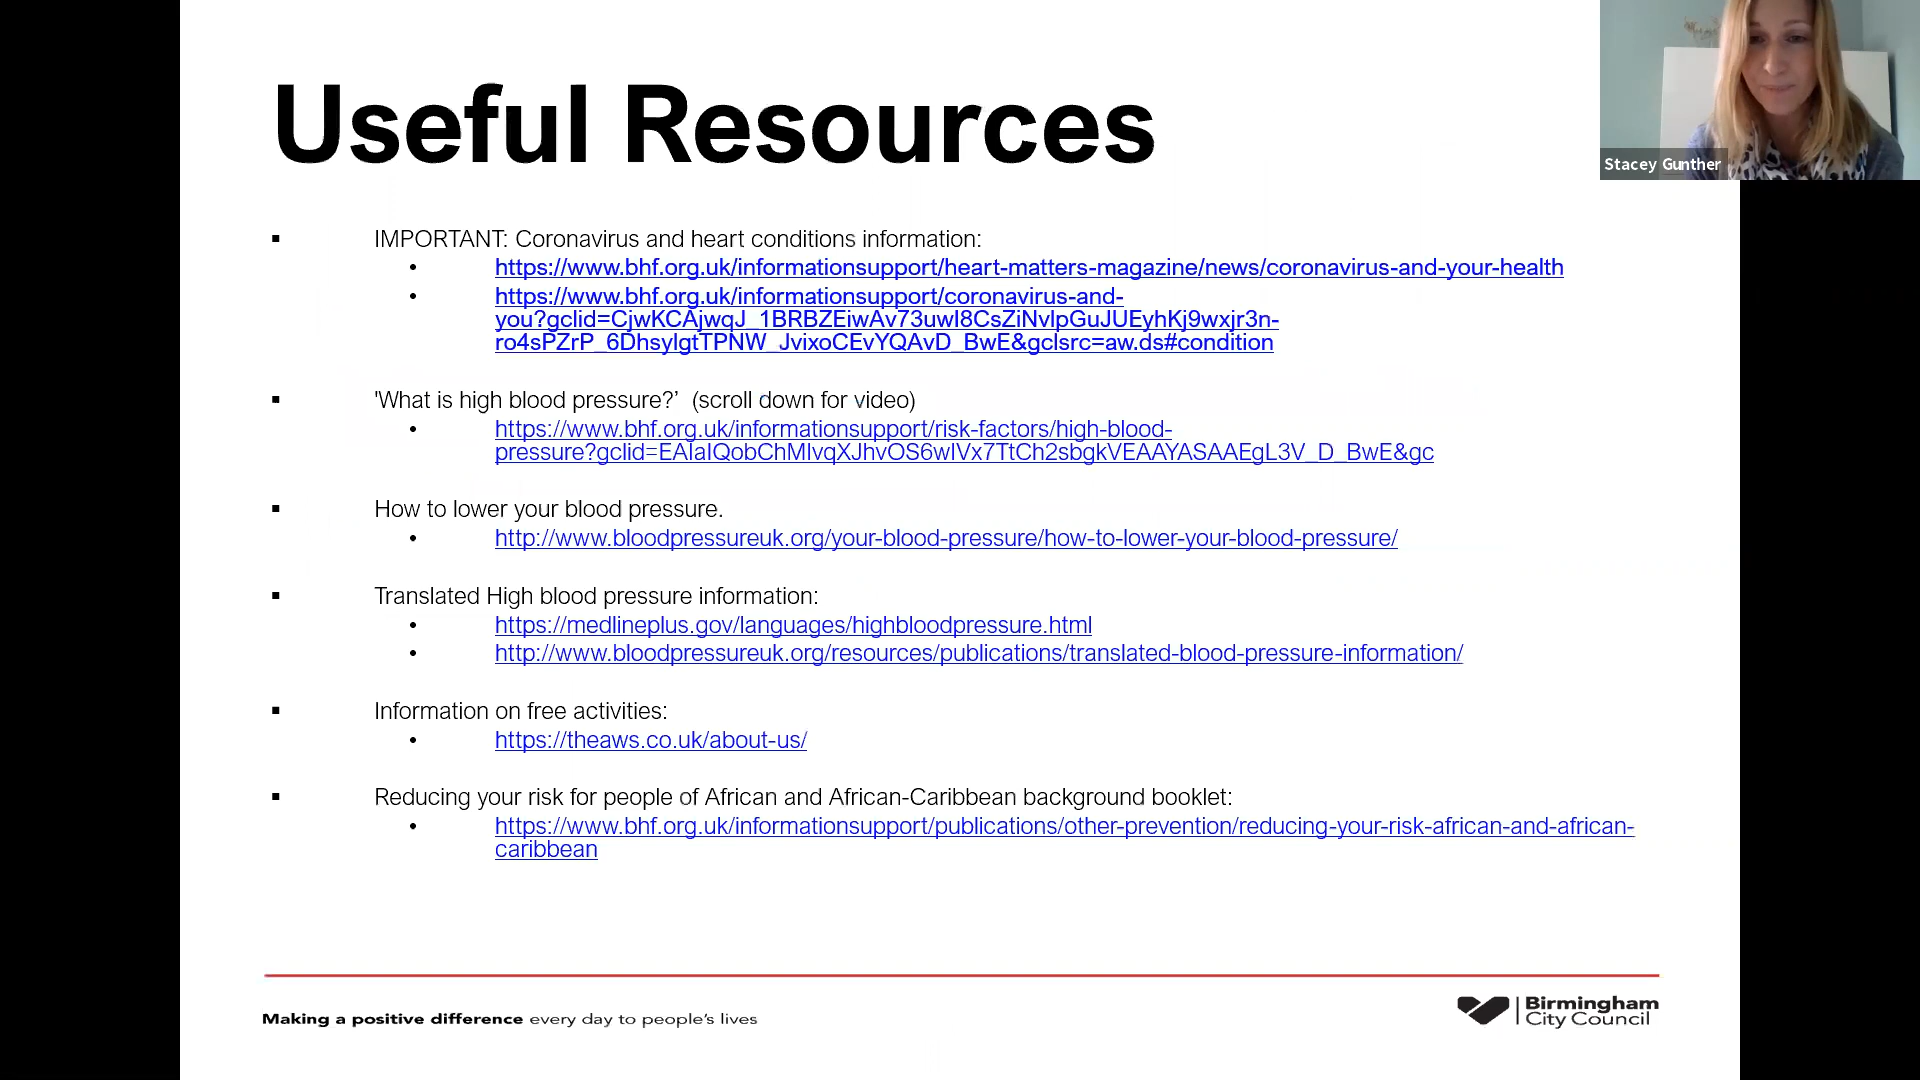 Useful Resources
Stacey Gunther
▪ IMPORTANT: Coronavirus and heart conditions information:
• https://www.bhf.org.uk/informationsupport/heart-matters-magazine/news/coronavirus-and-your-health
• https://www.bhf.org.uk/informationsupport/coronavirus-and-
you?gclid=CjwKCAjwqJ_1BRBZEiwAv73uwI8CsZiNvlpGuJUEyhKj9wxjr3n-
ro4sPZrP_6DhsylgtTPNW_JvixoCEvYQAvD_BwE&gclsrc=aw.ds#condition
▪ 'What is high blood pressure?’ (scroll down for video)
• https://www.bhf.org.uk/informationsupport/risk-factors/high-blood-
pressure?gclid=EAIaIQobChMIvqXJhvOS6wIVx7TtCh2sbgkVEAAYASAAEgL3V_D_BwE&gc
▪ How to lower your blood pressure.
• http://www.bloodpressureuk.org/your-blood-pressure/how-to-lower-your-blood-pressure/
▪ Translated High blood pressure information:
• https://medlineplus.gov/languages/highbloodpressure.html
• http://www.bloodpressureuk.org/resources/publications/translated-blood-pressure-information/
▪ Information on free activities:
• https://theaws.co.uk/about-us/
▪ Reducing your risk for people of African and African-Caribbean background booklet:
• https://www.bhf.org.uk/informationsupport/publications/other-prevention/reducing-your-risk-african-and-african-
caribbean
Making a positive difference every day to people's lives
Birmingham
City Council